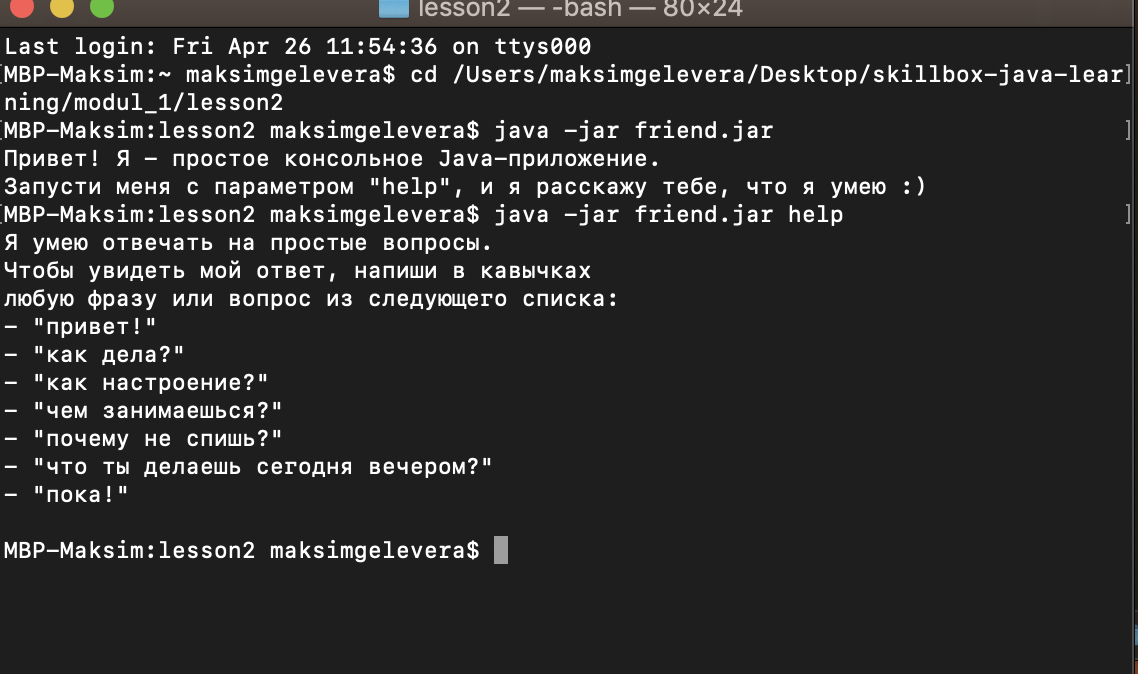 lesson2 — -bash — 80×24
Last login: Fri Apr 26 11:54:36 on ttys000
[MBP-Maksim:~ maksimgelevera$ cd /Users/maksimgelevera/Desktop/skillbox-java-lear]
ning/modul_1/lesson2
[MBP-Maksim:lesson2 maksimgelevera$ java -jar friend.jar ]
Привет! Я - простое консольное Java-приложение.
Запусти меня с параметром "help", и я расскажу тебе, что я умею :)
[MBP-Maksim:lesson2 maksimgelevera$ java -jar friend.jar help ]
Я умею отвечать на простые вопросы.
Чтобы увидеть мой ответ, напиши в кавычках
любую фразу или вопрос из следующего списка:
- "привет!"
- "как дела?"
- "как настроение?"
- "чем занимаешься?"
- "почему не спишь?"
- "что ты делаешь сегодня вечером?"
- "пока!"
MBP-Maksim:lesson2 maksimgelevera$